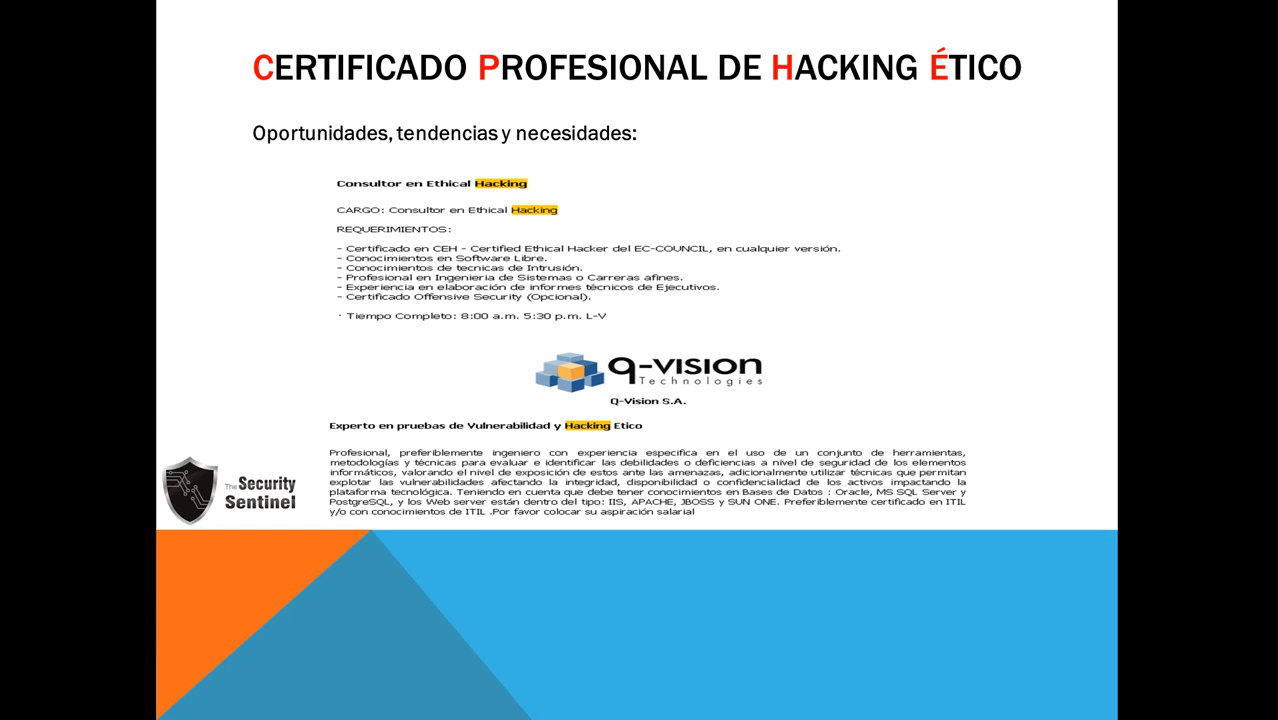 CERTIFICADO PROFESIONAL DE HACKING ÉTICO
Oportunidades, tendencias y necesidades:
Consultor en Ethical Hacking
CARGO: Consultor en Ethical Hacking
REQUERIMIENTOS:
- Certificado en CEH - Certified Ethical Hacker del EC-COUNCIL, en cualquier versión.
- Conocimientos en Software Libre.
- Conocimientos de tecnicas de Intrusión.
- Profesional en Ingenieria de Sistemas o Carreras afines.
- Experiencia en elaboración de informes técnicos de Ejecutivos.
- Certificado Offensive Security (Opcional).
· Tiempo Completo: 8:00 a.m. 5:30 p.m. L-V
q-vision
Technologies
Q-Vision S.A.
Experto en pruebas de Vulnerabilidad y Hacking Etico
Profesional, preferiblemente ingeniero con experiencia especifica en el uso de un conjunto de herramientas,
metodologías y técnicas para evaluar e identificar las debilidades o deficiencias a nivel de seguridad de los elementos
informáticos, valorando el nivel de exposición de estos ante las amenazas, adicionalmente utilizar técnicas que permitan
explotar las vulnerabilidades afectando la integridad, disponibilidad o confidencialidad de los activos impactando la
plataforma tecnológica. Teniendo en cuenta que debe tener conocimientos en Bases de Datos : Oracle, MS SQL Server y
PostgreSQL, y los Web server están dentro del tipo: IIS, APACHE, JBOSS y SUN ONE. Preferiblemente certificado en ITIL
y/o con conocimientos de ITIL .Por favor colocar su aspiración salarial
The Security
Sentinel